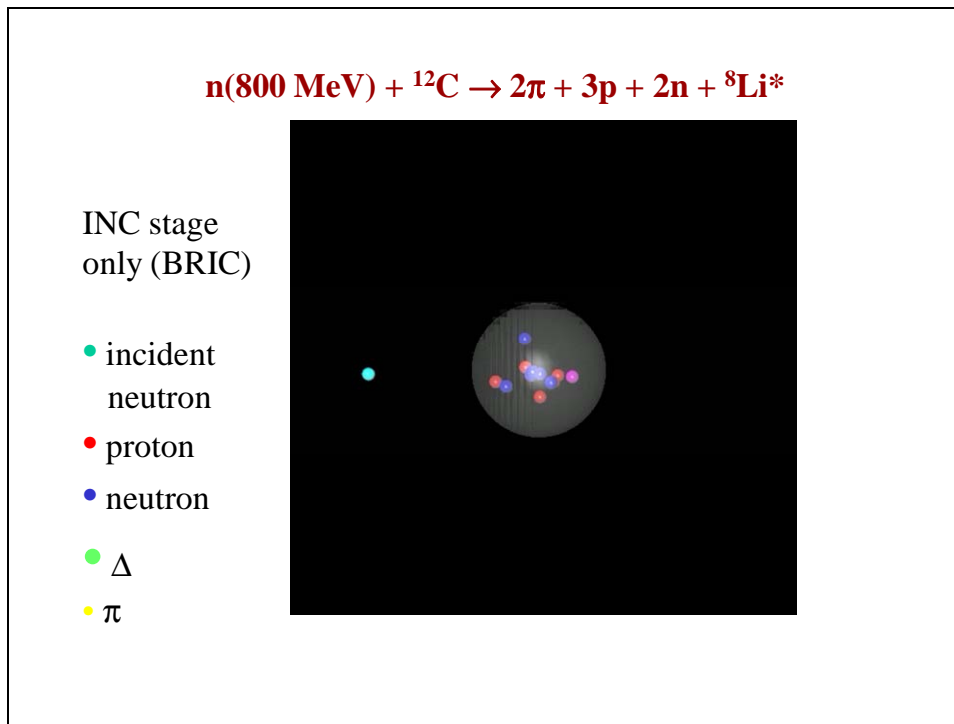 n(800 MeV) + ¹²C → 2π + 3p + 2n + ⁸Li*
INC stage
only (BRIC)
• incident
neutron
• proton
• neutron
• Δ
• π